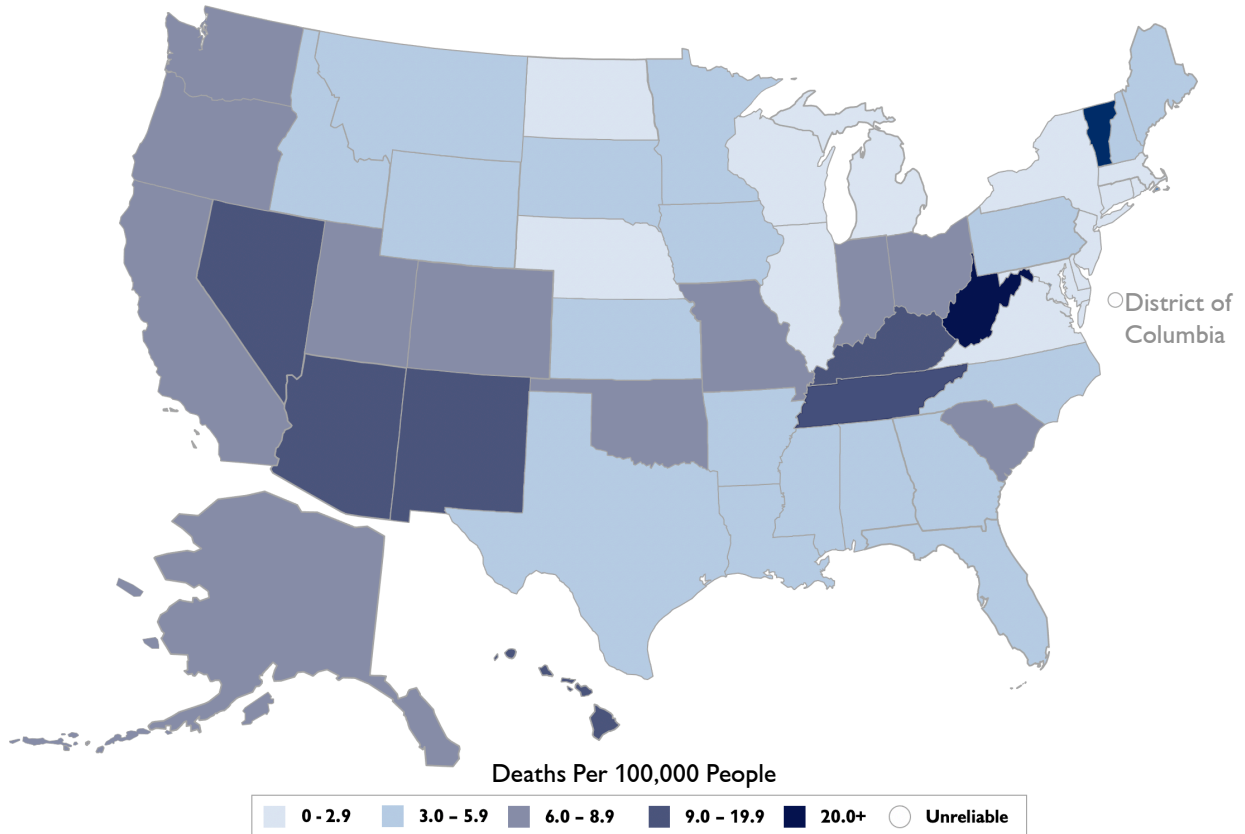 District of
Columbia
Deaths Per 100,000 People
0 - 2.9 3.0 – 5.9 6.0 – 8.9 9.0 – 19.9 20.0+ Unreliable